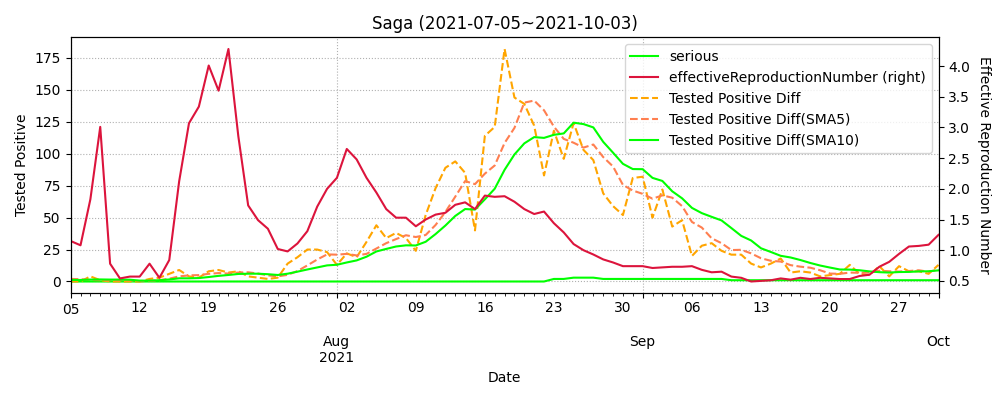 Saga (2021-07-05~2021-10-03)
serious
effectiveReproductionNumber (right)
Tested Positive Diff
Tested Positive Diff(SMA5)
Tested Positive Diff(SMA10)
Tested Positive
175
150
125
100
75
50
25
0
4.0
3.5
3.0
2.5
2.0
1.5
1.0
0.5
Effective Reproduction Number
05 12 19 26 02 09 16 23 30 06 13 20 27
Aug Sep Oct
2021
Date